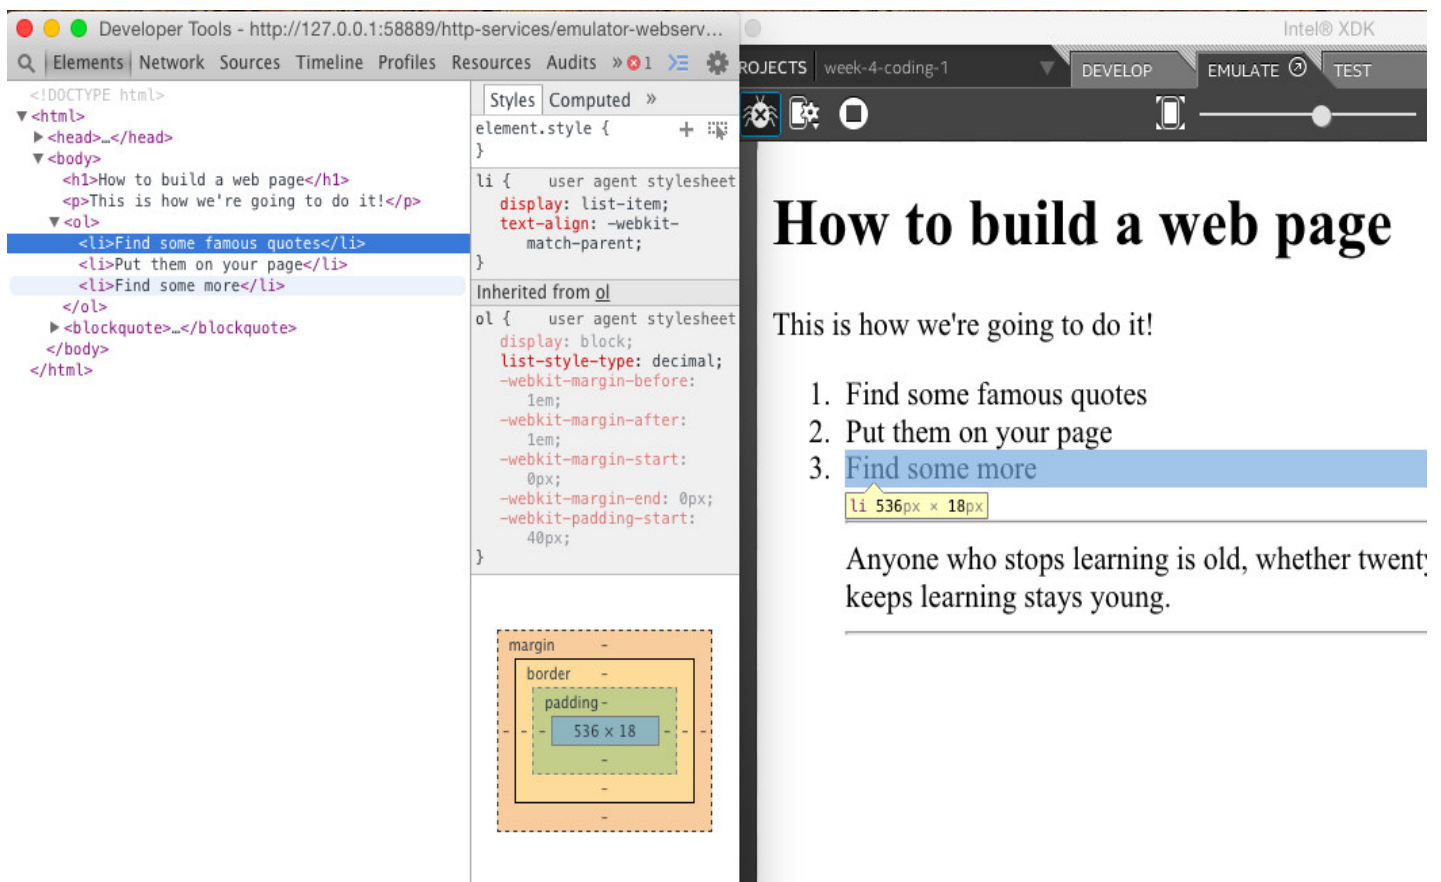 Developer Tools - http://127.0.0.1:58889/http-services/emulator-webserv...
Elements Network Sources Timeline Profiles Resources Audits » 1
<!DOCTYPE html>
▼<html>
▶<head>…</head>
▼<body>
<h1>How to build a web page</h1>
<p>This is how we're going to do it!</p>
▼<ol>
<li>Find some famous quotes</li>
<li>Put them on your page</li>
<li>Find some more</li>
</ol>
▶<blockquote>…</blockquote>
</body>
</html>
Styles Computed »
element.style {
}
li { user agent stylesheet
display: list-item;
text-align: -webkit-
match-parent;
}
Inherited from ol
ol { user agent stylesheet
display: block;
list-style-type: decimal;
-webkit-margin-before:
1em;
-webkit-margin-after:
1em;
-webkit-margin-start:
0px;
-webkit-margin-end: 0px;
-webkit-padding-start:
40px;
}
margin -
border -
padding -
- - - 536 × 18 - - -
-
-
-
Intel® XDK
ROJECTS week-4-coding-1 DEVELOP EMULATE TEST
How to build a web page
This is how we're going to do it!
1. Find some famous quotes
2. Put them on your page
3. Find some more
li 536px × 18px
Anyone who stops learning is old, whether twenty
keeps learning stays young.